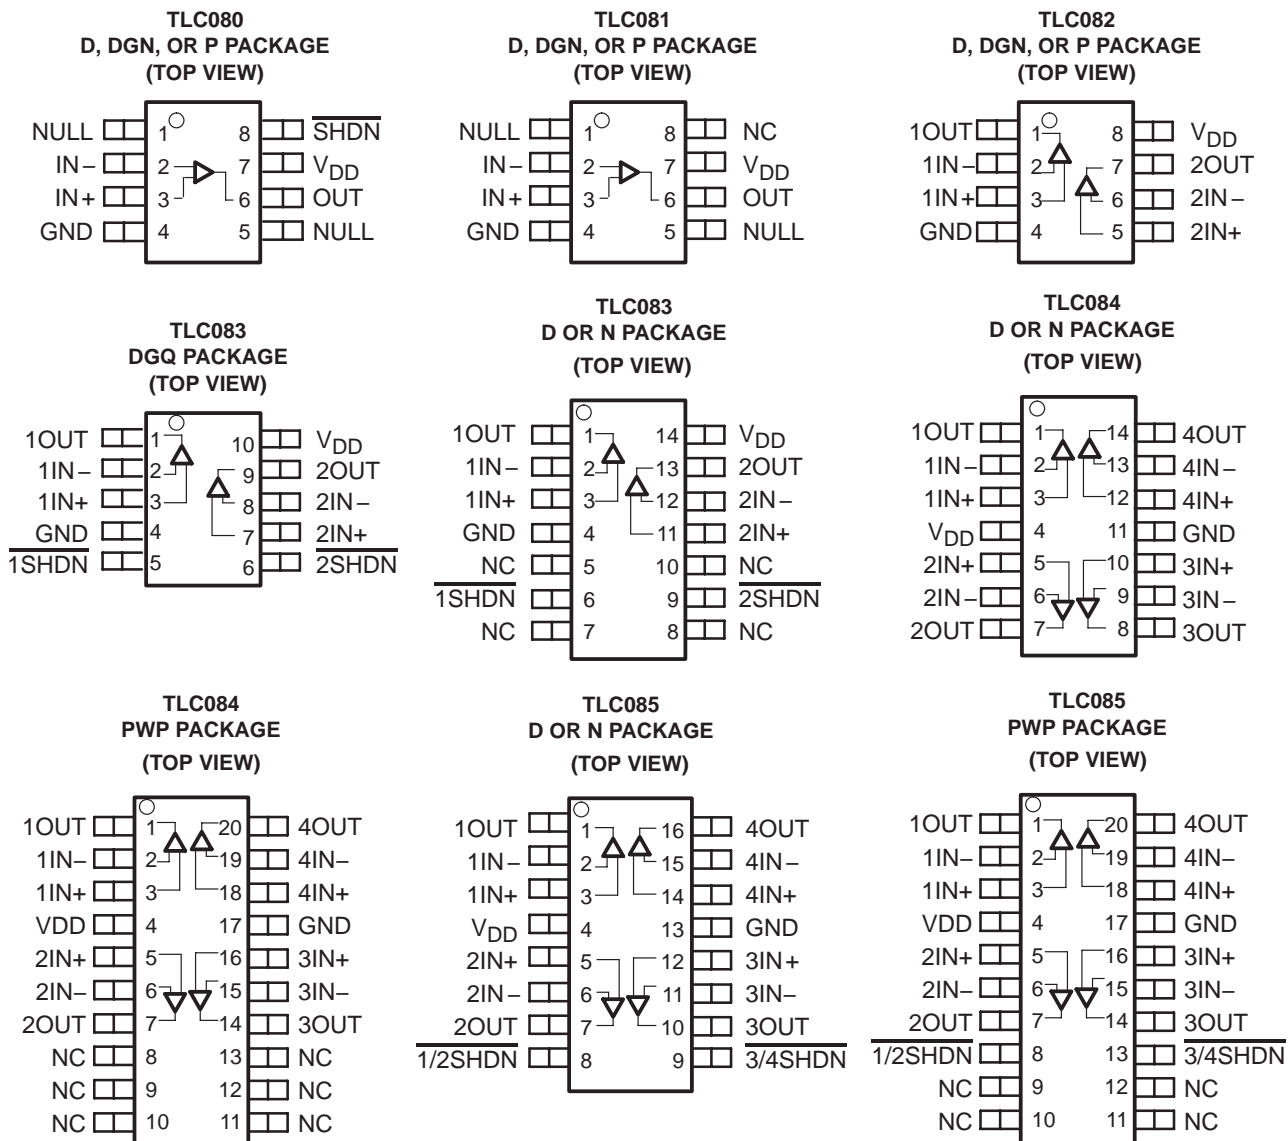 TLC080
D, DGN, OR P PACKAGE
(TOP VIEW)
NULL 1 8 S̅H̅D̅N̅
IN− 2 7 VDD
IN+ 3 6 OUT
GND 4 5 NULL
TLC081
D, DGN, OR P PACKAGE
(TOP VIEW)
NULL 1 8 NC
IN− 2 7 VDD
IN+ 3 6 OUT
GND 4 5 NULL
TLC082
D, DGN, OR P PACKAGE
(TOP VIEW)
1OUT 1 8 VDD
1IN− 2 7 2OUT
1IN+ 3 6 2IN−
GND 4 5 2IN+
TLC083
DGQ PACKAGE
(TOP VIEW)
1OUT 1 10 VDD
1IN− 2 9 2OUT
1IN+ 3 8 2IN−
GND 4 7 2IN+
1̅S̅H̅D̅N̅ 5 6 2̅S̅H̅D̅N̅
TLC083
D OR N PACKAGE
(TOP VIEW)
1OUT 1 14 VDD
1IN− 2 13 2OUT
1IN+ 3 12 2IN−
GND 4 11 2IN+
NC 5 10 NC
1̅S̅H̅D̅N̅ 6 9 2̅S̅H̅D̅N̅
NC 7 8 NC
TLC084
D OR N PACKAGE
(TOP VIEW)
1OUT 1 14 4OUT
1IN− 2 13 4IN−
1IN+ 3 12 4IN+
VDD 4 11 GND
2IN+ 5 10 3IN+
2IN− 6 9 3IN−
2OUT 7 8 3OUT
TLC084
PWP PACKAGE
(TOP VIEW)
1OUT 1 20 4OUT
1IN− 2 19 4IN−
1IN+ 3 18 4IN+
VDD 4 17 GND
2IN+ 5 16 3IN+
2IN− 6 15 3IN−
2OUT 7 14 3OUT
NC 8 13 NC
NC 9 12 NC
NC 10 11 NC
TLC085
D OR N PACKAGE
(TOP VIEW)
1OUT 1 16 4OUT
1IN− 2 15 4IN−
1IN+ 3 14 4IN+
VDD 4 13 GND
2IN+ 5 12 3IN+
2IN− 6 11 3IN−
2OUT 7 10 3OUT
1̅/̅2̅S̅H̅D̅N̅ 8 9 3̅/̅4̅S̅H̅D̅N̅
TLC085
PWP PACKAGE
(TOP VIEW)
1OUT 1 20 4OUT
1IN− 2 19 4IN−
1IN+ 3 18 4IN+
VDD 4 17 GND
2IN+ 5 16 3IN+
2IN− 6 15 3IN−
2OUT 7 14 3OUT
1̅/̅2̅S̅H̅D̅N̅ 8 13 3̅/̅4̅S̅H̅D̅N̅
NC 9 12 NC
NC 10 11 NC